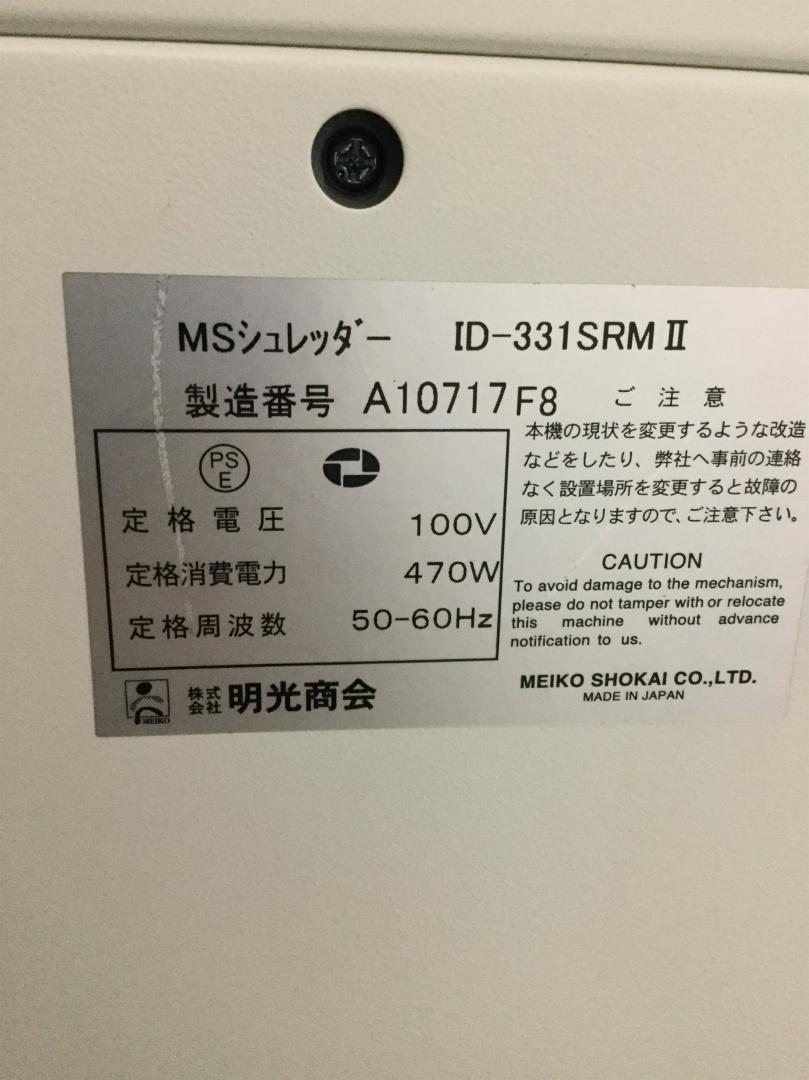 MSシュレッダー ID-331SRMⅡ
製造番号 A10717F8
PS
E
定格電圧 100V
定格消費電力 470W
定格周波数 50-60Hz
ご注意
本機の現状を変更するような改造
などをしたり、弊社へ事前の連絡
なく設置場所を変更すると故障の
原因となりますので、ご注意下さい。
CAUTION
To avoid damage to the mechanism,
please do not tamper with or relocate
this machine without advance
notification to us.
MEIKO
株式
会社 明光商会
MEIKO SHOKAI CO.,LTD.
MADE IN JAPAN